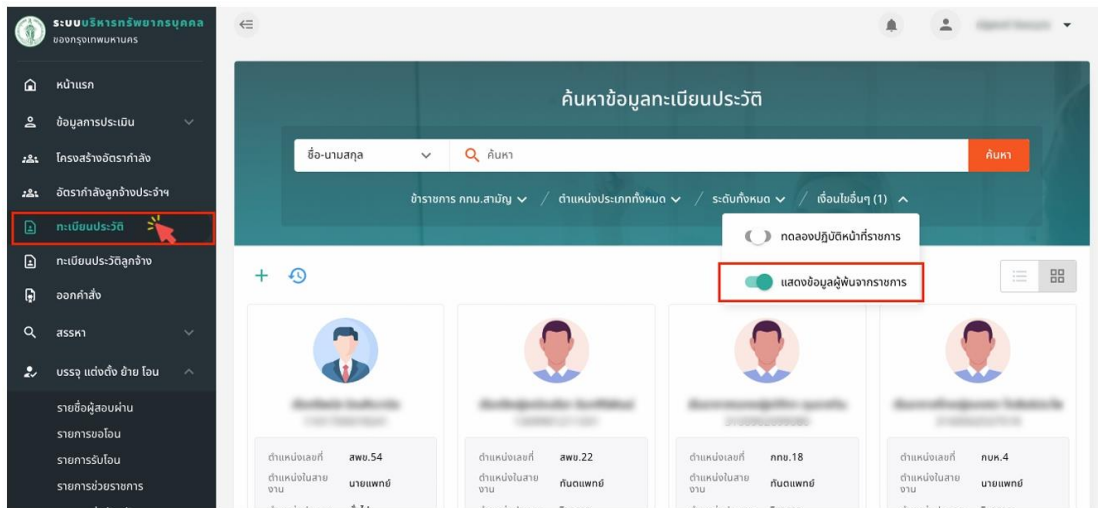 ระบบบริหารทรัพยากรบุคคล
ของกรุงเทพมหานคร
หน้าแรก
ข้อมูลการประเมิน
โครงสร้างอัตรากำลัง
อัตรากำลังลูกจ้างประจำฯ
ทะเบียนประวัติ
ทะเบียนประวัติลูกจ้าง
ออกคำสั่ง
สรรหา
บรรจุ แต่งตั้ง ย้าย โอน
รายชื่อผู้สอบผ่าน
รายการขอโอน
รายการรับโอน
รายการช่วยราชการ
ค้นหาข้อมูลทะเบียนประวัติ
ชื่อ-นามสกุล ค้นหา ค้นหา
ข้าราชการ กทม.สามัญ / ตำแหน่งประเภททั้งหมด / ระดับทั้งหมด / เงื่อนไขอื่นๆ (1)
ทดลองปฏิบัติหน้าที่ราชการ
แสดงข้อมูลผู้พ้นจากราชการ
ตำแหน่งเลขที่ สพข.54
ตำแหน่งในสาย
งาน นายแพทย์
ตำแหน่งเลขที่ สพข.22
ตำแหน่งในสาย
งาน ทันตแพทย์
ตำแหน่งเลขที่ กทข.18
ตำแหน่งในสาย
งาน ทันตแพทย์
ตำแหน่งเลขที่ กบห.4
ตำแหน่งในสาย
งาน นายแพทย์